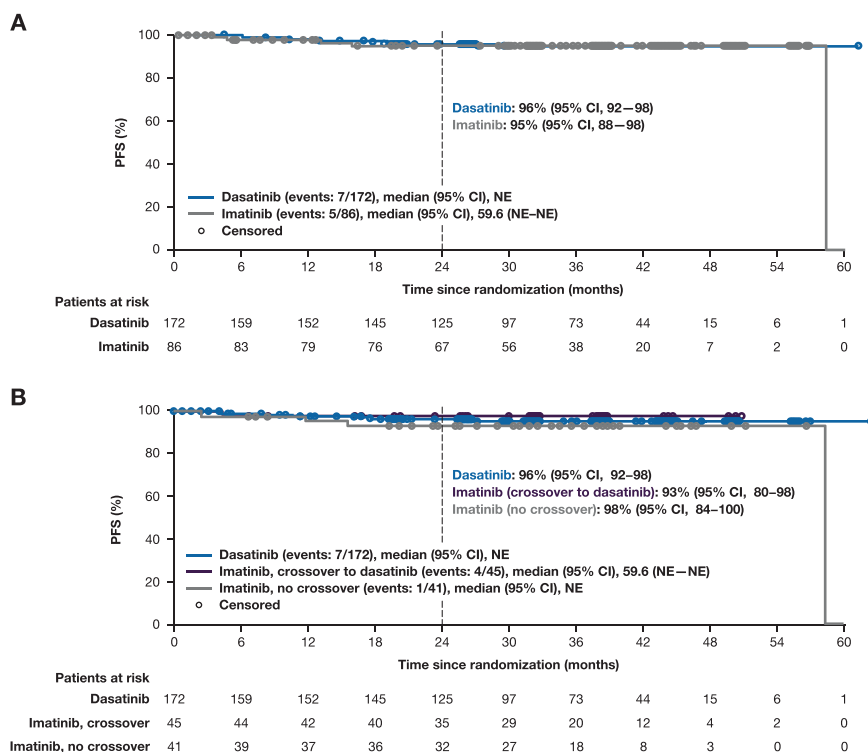 A
100
80
60
40
20
0
PFS (%)
Dasatinib: 96% (95% CI, 92—98)
Imatinib: 95% (95% CI, 88—98)
Dasatinib (events: 7/172), median (95% CI), NE
Imatinib (events: 5/86), median (95% CI), 59.6 (NE–NE)
Censored
0 6 12 18 24 30 36 42 48 54 60
Time since randomization (months)
Patients at risk
Dasatinib 172 159 152 145 125 97 73 44 15 6 1
Imatinib 86 83 79 76 67 56 38 20 7 2 0
B
100
80
60
40
20
0
PFS (%)
Dasatinib: 96% (95% CI, 92–98)
Imatinib (crossover to dasatinib): 93% (95% CI, 80–98)
Imatinib (no crossover): 98% (95% CI, 84–100)
Dasatinib (events: 7/172), median (95% CI), NE
Imatinib, crossover to dasatinib (events: 4/45), median (95% CI), 59.6 (NE—NE)
Imatinib, no crossover (events: 1/41), median (95% CI), NE
Censored
0 6 12 18 24 30 36 42 48 54 60
Time since randomization (months)
Patients at risk
Dasatinib 172 159 152 145 125 97 73 44 15 6 1
Imatinib, crossover 45 44 42 40 35 29 20 12 4 2 0
Imatinib, no crossover 41 39 37 36 32 27 18 8 3 0 0